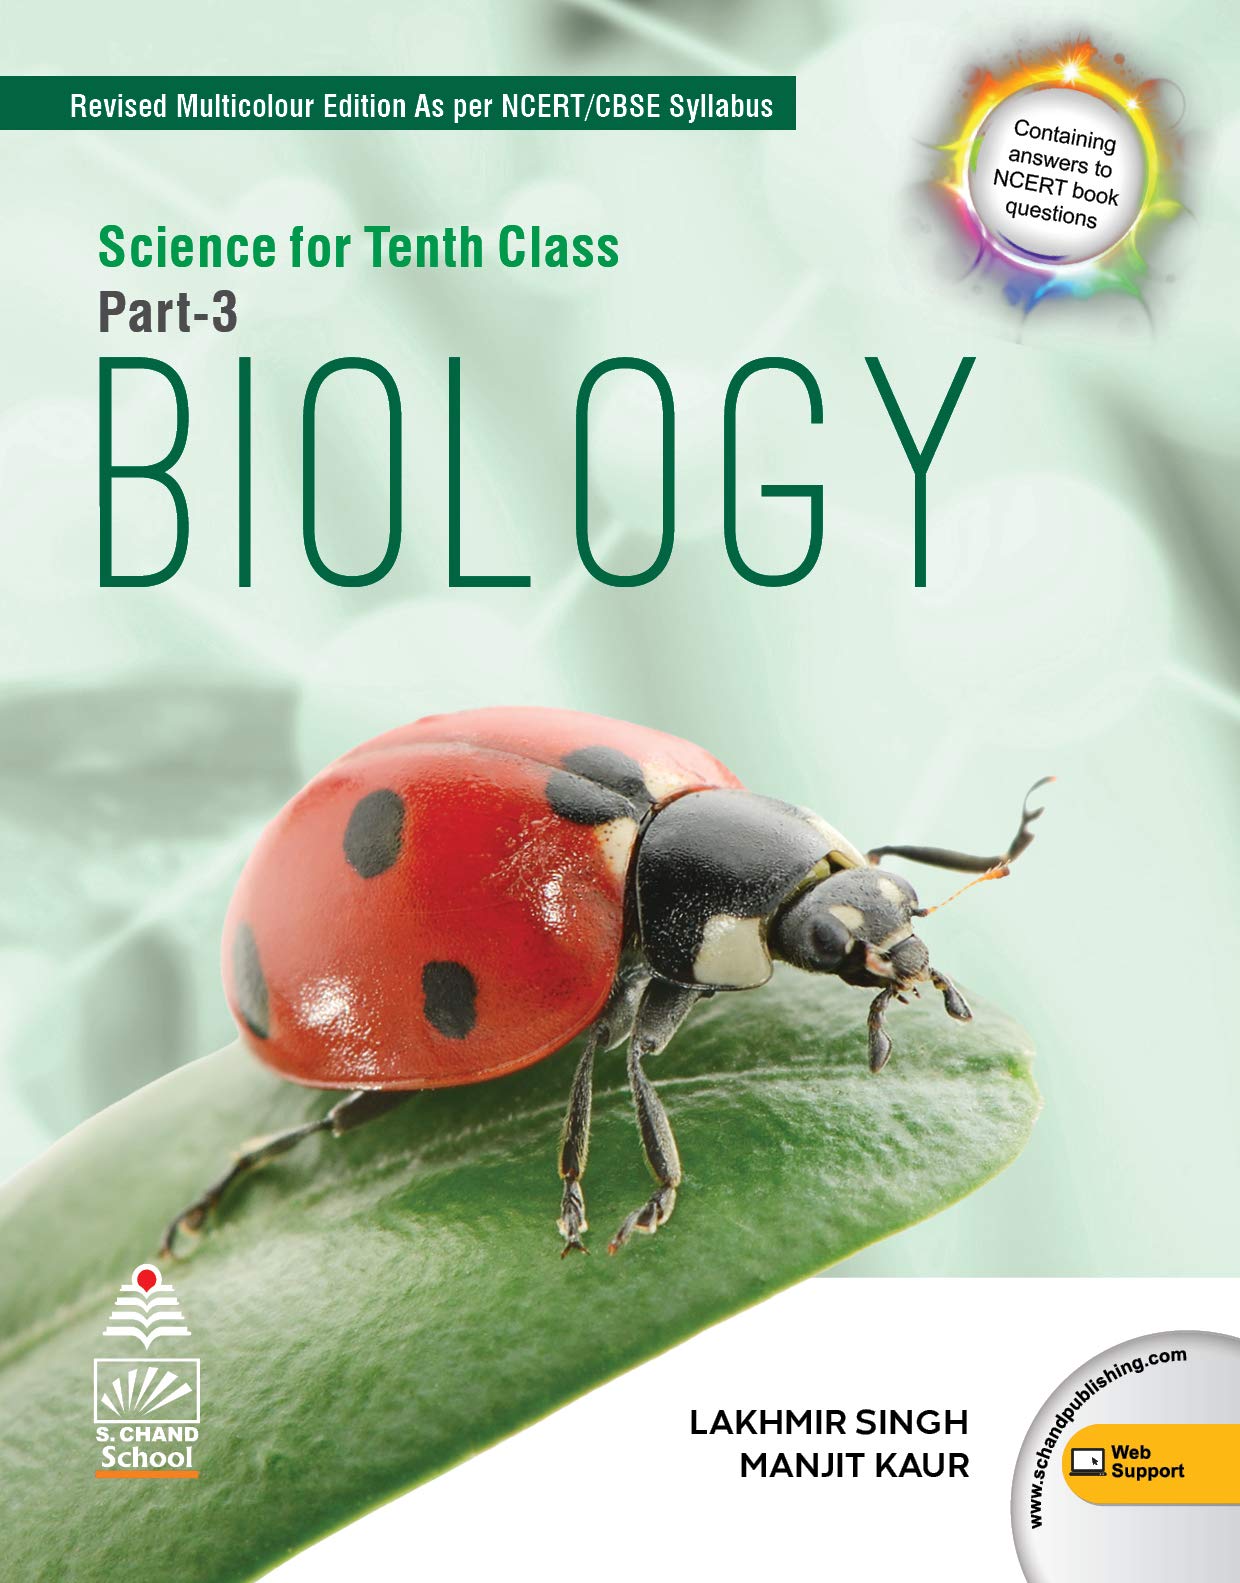 Revised Multicolour Edition As per NCERT/CBSE Syllabus
Containing
answers to
NCERT book
questions
Science for Tenth Class
Part-3
BIOLOGY
S. CHAND
School
LAKHMIR SINGH
MANJIT KAUR
www.schandpublishing.com
Web
Support